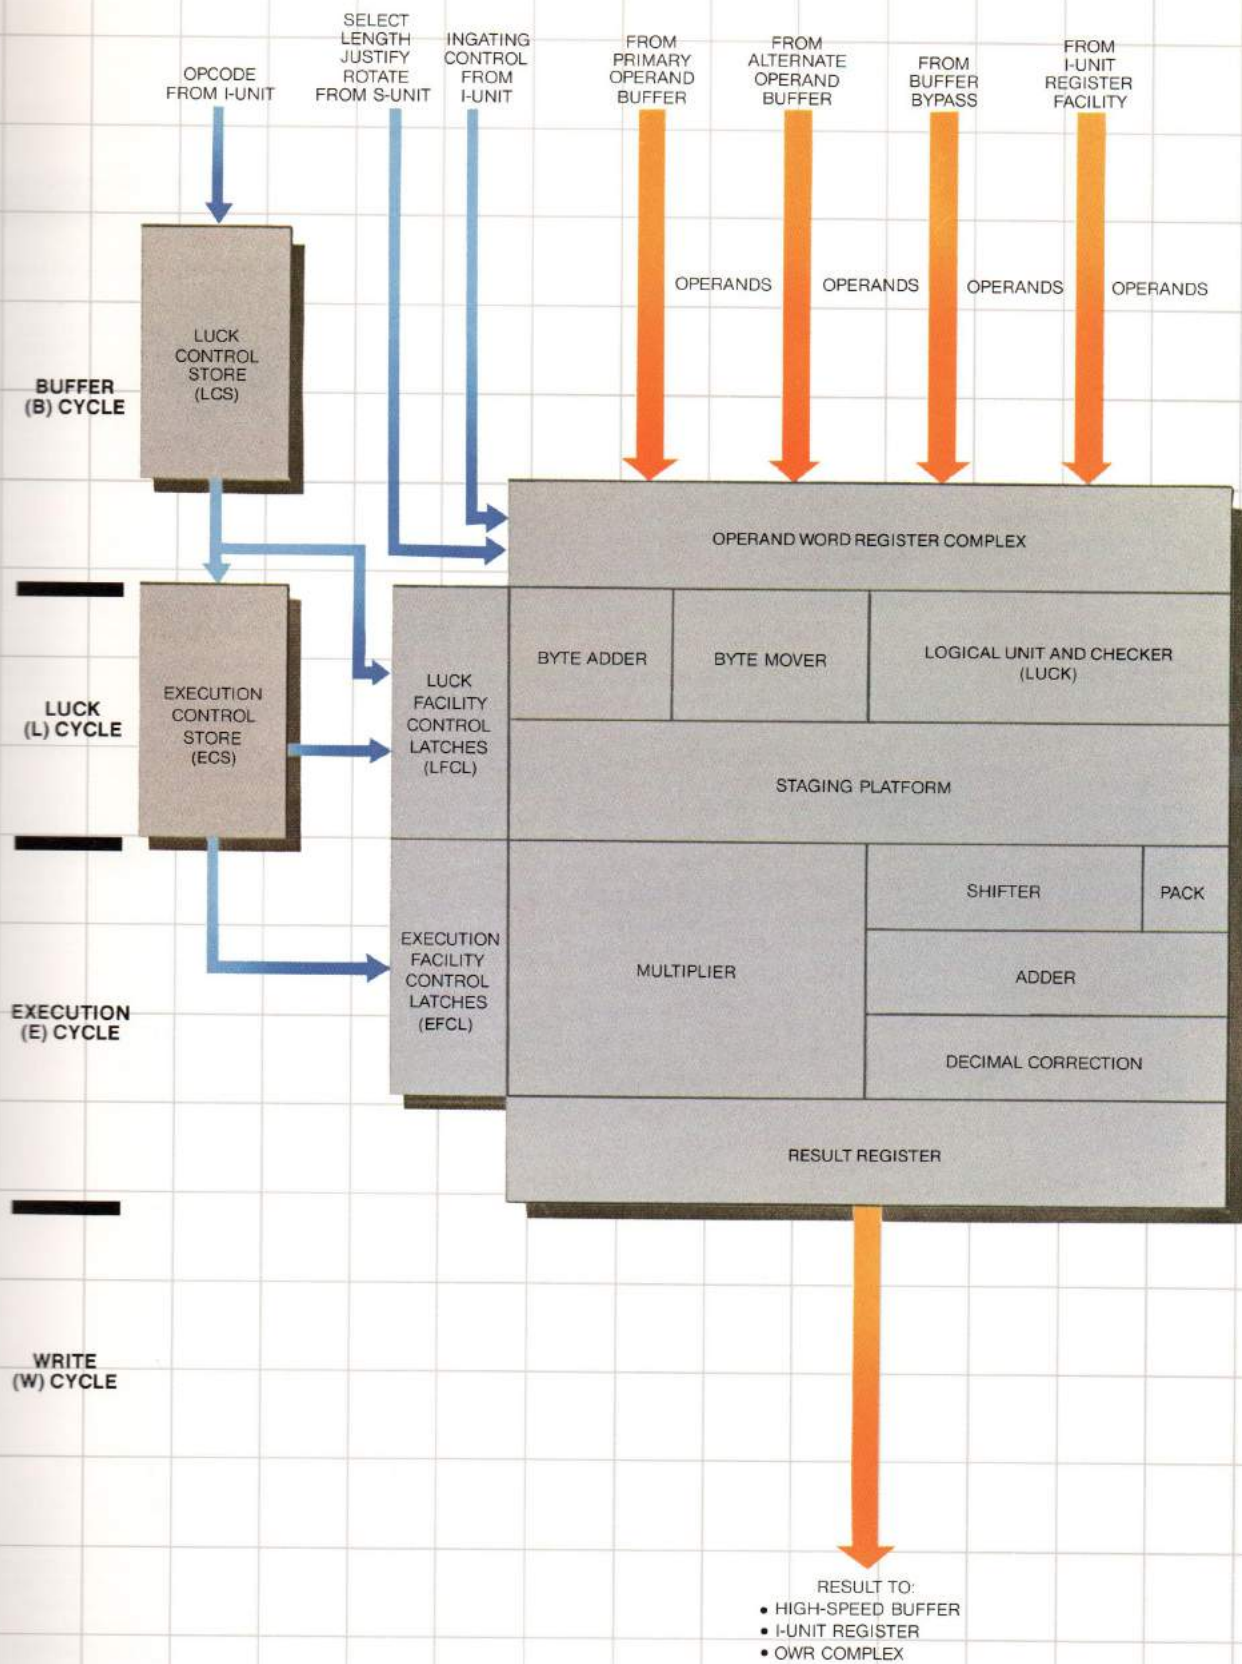 SELECT
LENGTH
JUSTIFY
ROTATE
FROM S-UNIT
INGATING
CONTROL
FROM
I-UNIT
OPCODE
FROM I-UNIT
FROM
PRIMARY
OPERAND
BUFFER
FROM
ALTERNATE
OPERAND
BUFFER
FROM
BUFFER
BYPASS
FROM
I-UNIT
REGISTER
FACILITY
OPERANDS
OPERANDS
OPERANDS
OPERANDS
LUCK
CONTROL
STORE
(LCS)
BUFFER
(B) CYCLE
OPERAND WORD REGISTER COMPLEX
BYTE ADDER
BYTE MOVER
LOGICAL UNIT AND CHECKER
(LUCK)
LUCK
(L) CYCLE
EXECUTION
CONTROL
STORE
(ECS)
LUCK
FACILITY
CONTROL
LATCHES
(LFCL)
STAGING PLATFORM
SHIFTER
PACK
EXECUTION
FACILITY
CONTROL
LATCHES
(EFCL)
MULTIPLIER
ADDER
EXECUTION
(E) CYCLE
DECIMAL CORRECTION
RESULT REGISTER
WRITE
(W) CYCLE
RESULT TO:
• HIGH-SPEED BUFFER
• I-UNIT REGISTER
• OWR COMPLEX